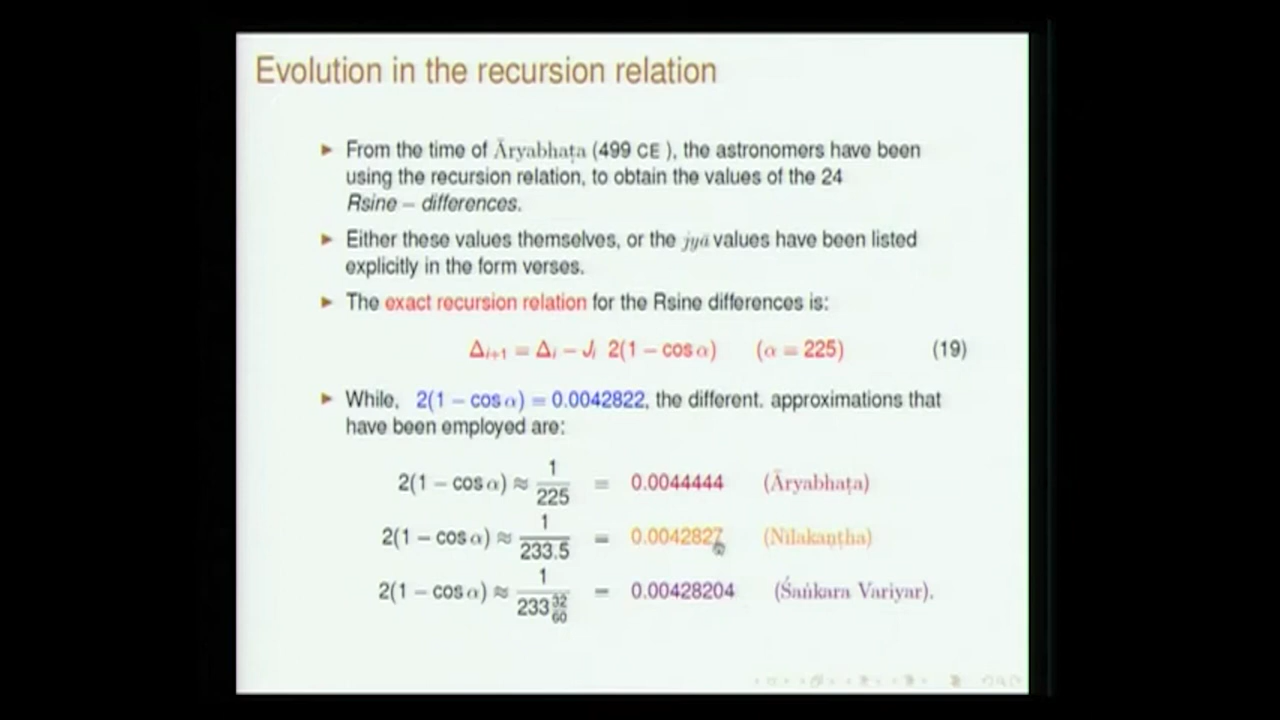 Evolution in the recursion relation
► From the time of Āryabhaṭa (499 CE ), the astronomers have been
using the recursion relation, to obtain the values of the 24
Rsine – differences.
► Either these values themselves, or the jyā values have been listed
explicitly in the form verses.
► The exact recursion relation for the Rsine differences is:
Δᵢ₊₁ = Δᵢ − Jᵢ 2(1 − cos α) (α = 225) (19)
► While, 2(1 − cos α) = 0.0042822, the different. approximations that
have been employed are:
2(1 − cos α) ≈ 1/225 = 0.0044444 (Āryabhaṭa)
2(1 − cos α) ≈ 1/233.5 = 0.0042827 (Nīlakaṇṭha)
2(1 − cos α) ≈ 1/233 32/60 = 0.00428204 (Śaṅkara Variyar).